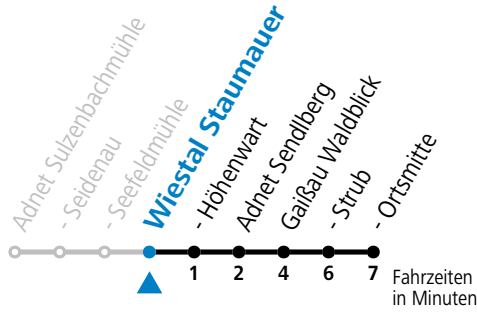 Adnet Sulzenbachmühle
- Seidenau
- Seefeldmühle
Wiestal Staumauer
- Höhenwart
Adnet Sendlberg
Gaißau Waldblick
- Strub
- Ortsmitte
1 2 4 6 7
Fahrzeiten
in Minuten